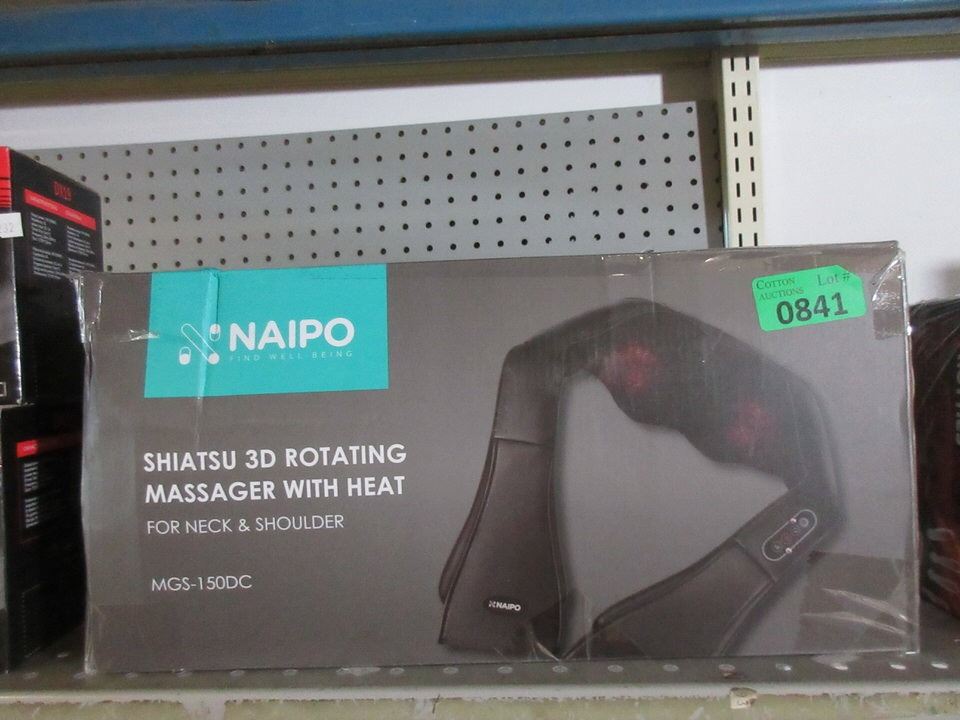 NAIPO
FIND WELL-BEING
SHIATSU 3D ROTATING
MASSAGER WITH HEAT
FOR NECK & SHOULDER
MGS-150DC
NAIPO
COTTON
AUCTIONS
Lot #
0841
232